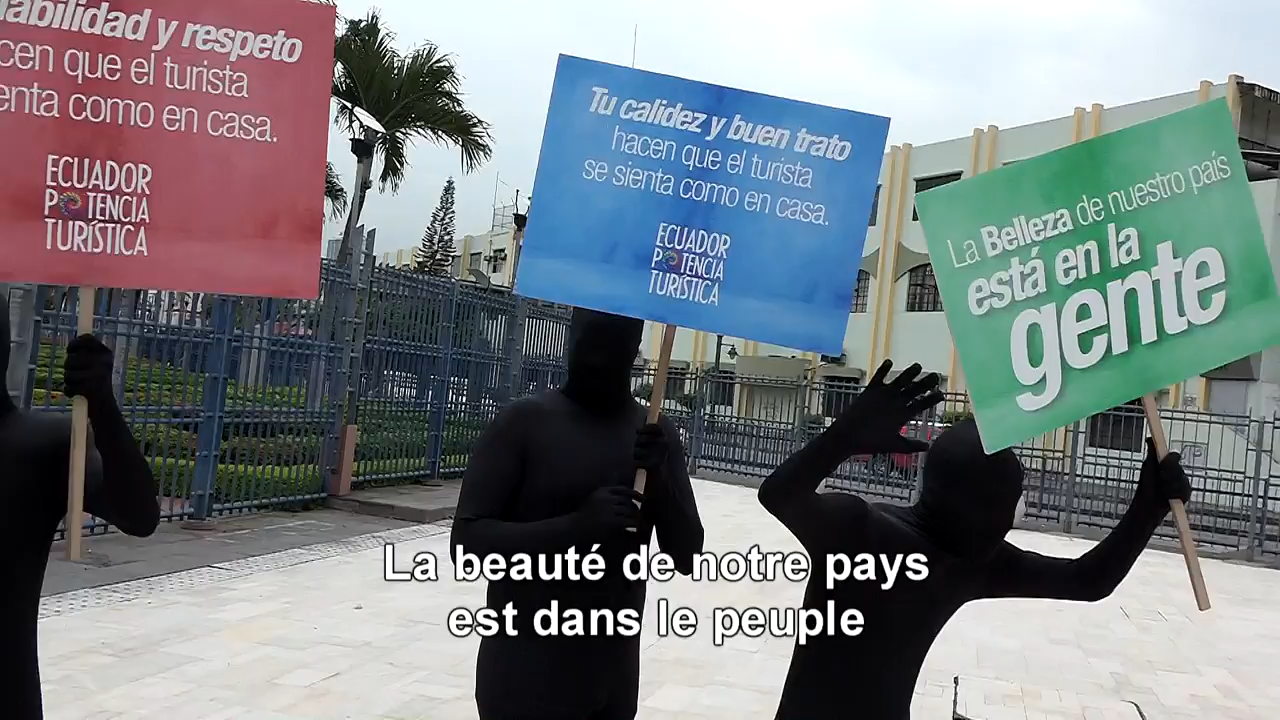 abilidad y respeto
cen que el turista
enta como en casa.
ECUADOR
POTENCIA
TURÍSTICA
Tu calidez y buen trato
hacen que el turista
se sienta como en casa.
ECUADOR
POTENCIA
TURÍSTICA
La Belleza de nuestro país
está en la
gente
La beauté de notre pays
est dans le peuple